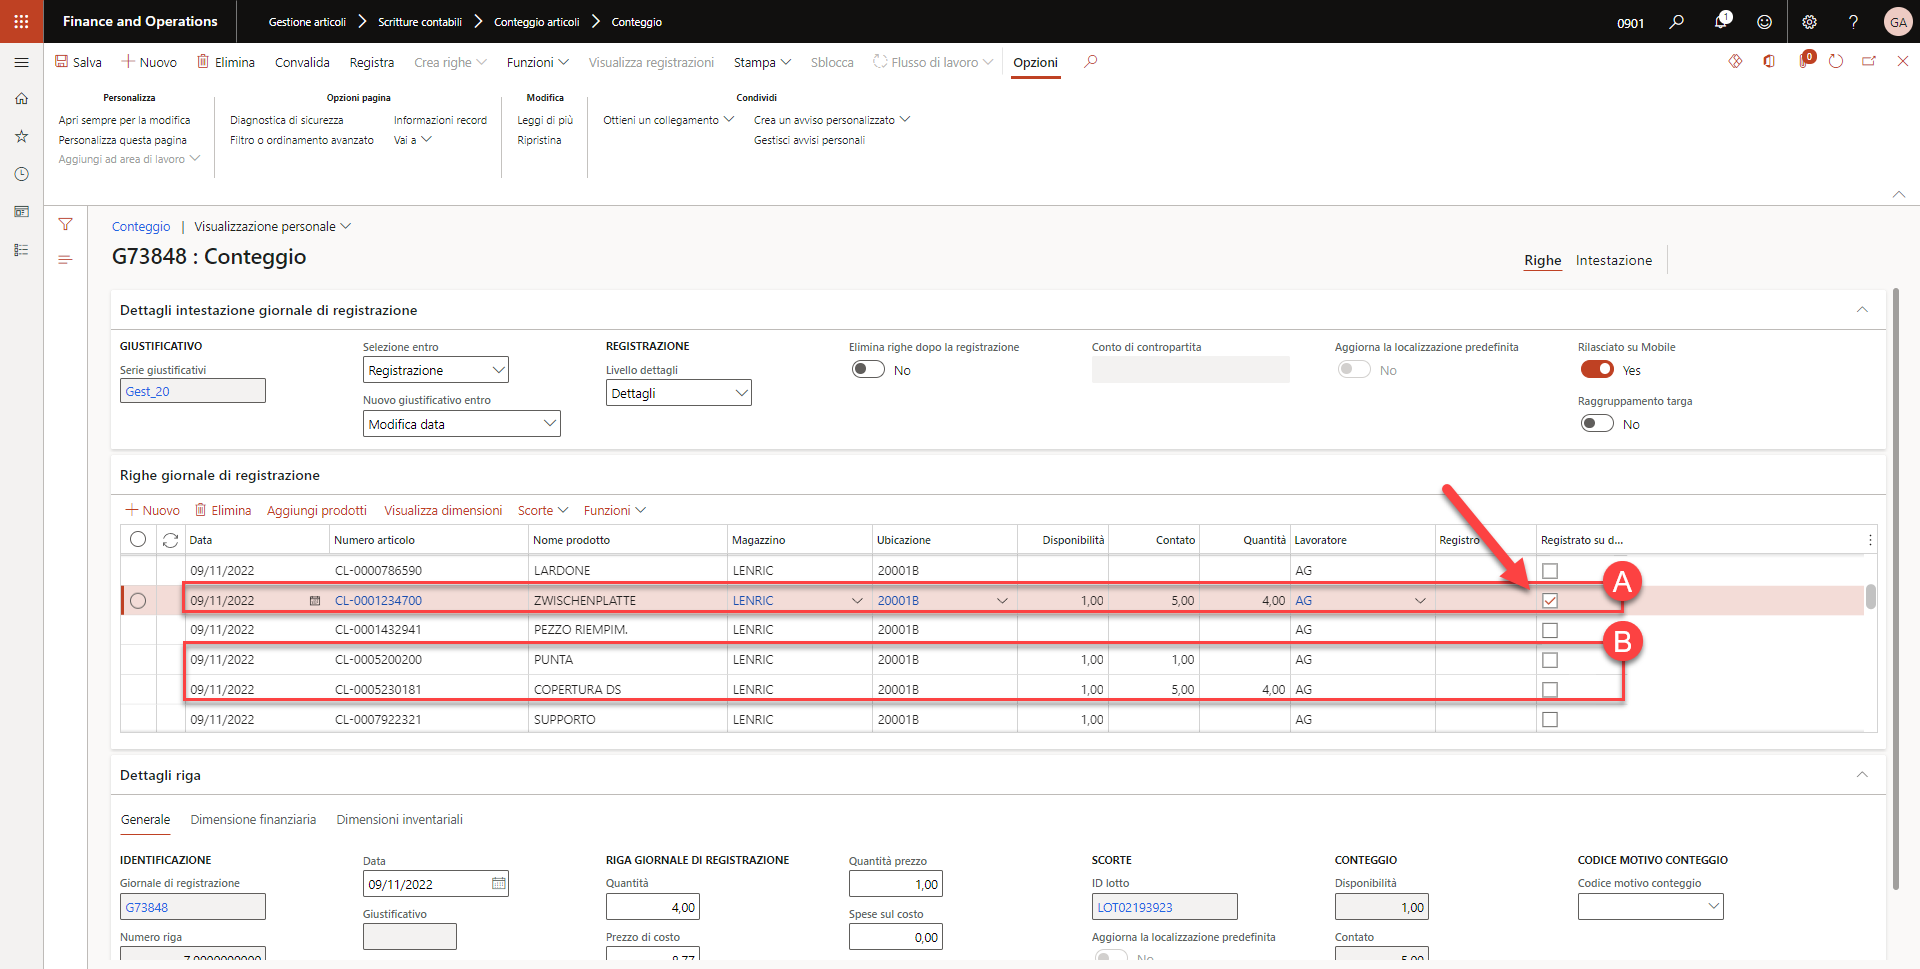 Finance and Operations
Gestione articoli
Scritture contabili
Conteggio articoli
Conteggio
0901
1
?
GA
Salva
Nuovo
Elimina
Convalida
Registra
Crea righe
Funzioni
Visualizza registrazioni
Stampa
Sblocca
Flusso di lavoro
Opzioni
0
Personalizza
Apri sempre per la modifica
Personalizza questa pagina
Aggiungi ad area di lavoro
Opzioni pagina
Diagnostica di sicurezza
Filtro o ordinamento avanzato
Informazioni record
Vai a
Modifica
Leggi di più
Ripristina
Condividi
Ottieni un collegamento
Crea un avviso personalizzato
Gestisci avvisi personali
Conteggio | Visualizzazione personale
G73848 : Conteggio
Righe
Intestazione
Dettagli intestazione giornale di registrazione
GIUSTIFICATIVO
Serie giustificativi
Gest_20
Selezione entro
Registrazione
Nuovo giustificativo entro
Modifica data
REGISTRAZIONE
Livello dettagli
Dettagli
Elimina righe dopo la registrazione
No
Conto di contropartita
Aggiorna la localizzazione predefinita
No
Rilasciato su Mobile
Yes
Raggruppamento targa
No
Righe giornale di registrazione
Nuovo
Elimina
Aggiungi prodotti
Visualizza dimensioni
Scorte
Funzioni
Data Numero articolo Nome prodotto Magazzino Ubicazione Disponibilità Contato Quantità Lavoratore Registro Registrato su d...
09/11/2022 CL-0000786590 LARDONE LENRIC 20001B AG
09/11/2022 CL-0001234700 ZWISCHENPLATTE LENRIC 20001B 1,00 5,00 4,00 AG
A
09/11/2022 CL-0001432941 PEZZO RIEMPIM. LENRIC 20001B AG
B
09/11/2022 CL-0005200200 PUNTA LENRIC 20001B 1,00 1,00 AG
09/11/2022 CL-0005230181 COPERTURA DS LENRIC 20001B 1,00 5,00 4,00 AG
09/11/2022 CL-0007922321 SUPPORTO LENRIC 20001B 1,00 AG
Dettagli riga
Generale
Dimensione finanziaria
Dimensioni inventariali
IDENTIFICAZIONE
Giornale di registrazione
G73848
Numero riga
Data
09/11/2022
Giustificativo
RIGA GIORNALE DI REGISTRAZIONE
Quantità
4,00
Prezzo di costo
Quantità prezzo
1,00
Spese sul costo
0,00
SCORTE
ID lotto
LOT02193923
Aggiorna la localizzazione predefinita
No
CONTEGGIO
Disponibilità
1,00
Contato
5,00
CODICE MOTIVO CONTEGGIO
Codice motivo conteggio